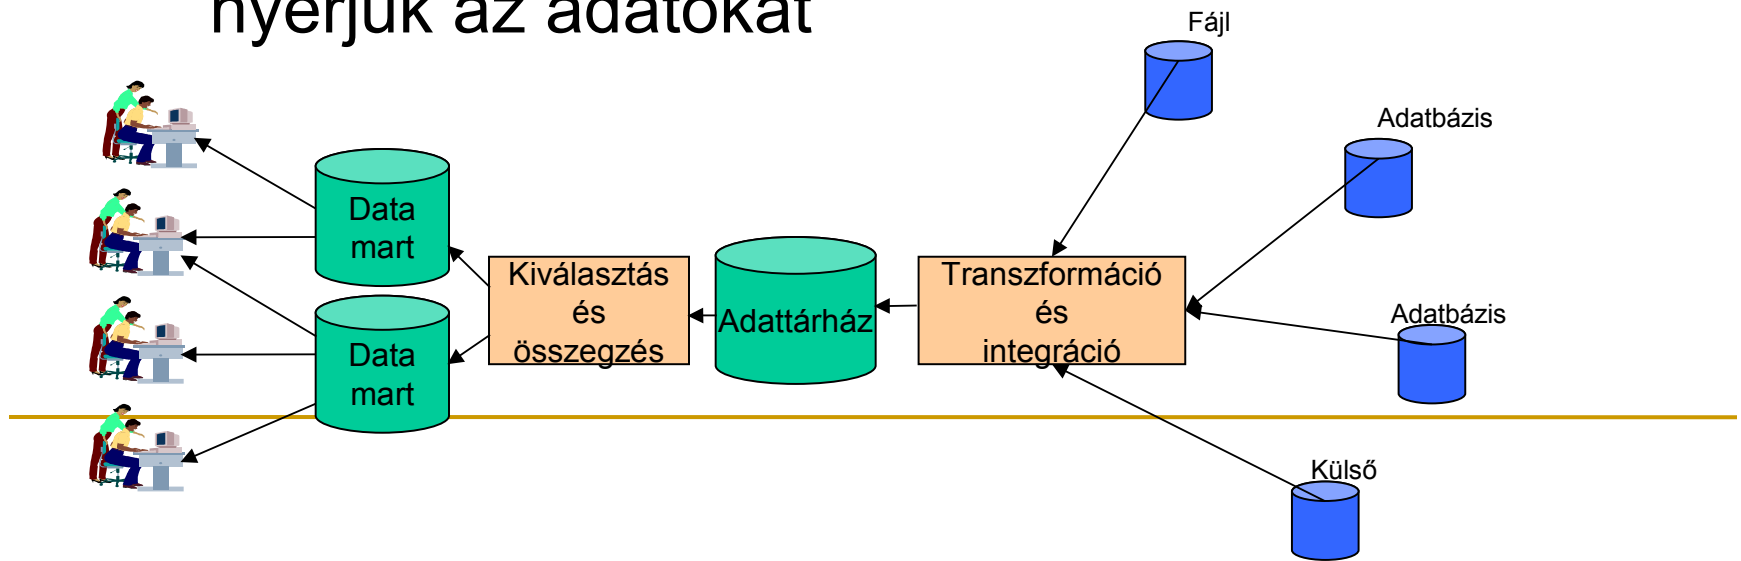 nyerjük az adatokat
Fájl
Adatbázis
Data
mart
Kiválasztás
és
összegzés
Adattárház
Transzformáció
és
integráció
Adatbázis
Data
mart
Külső